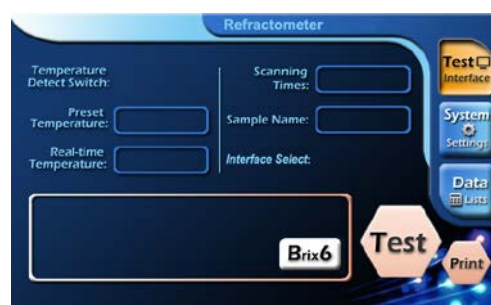 Refractometer
Temperature
Detect Switch:
Preset
Temperature:
Real-time
Temperature:
Scanning
Times:
Sample Name:
Interface Select:
Brix6
Test
Print
Test
Interface
System
Settings
Data
Lists